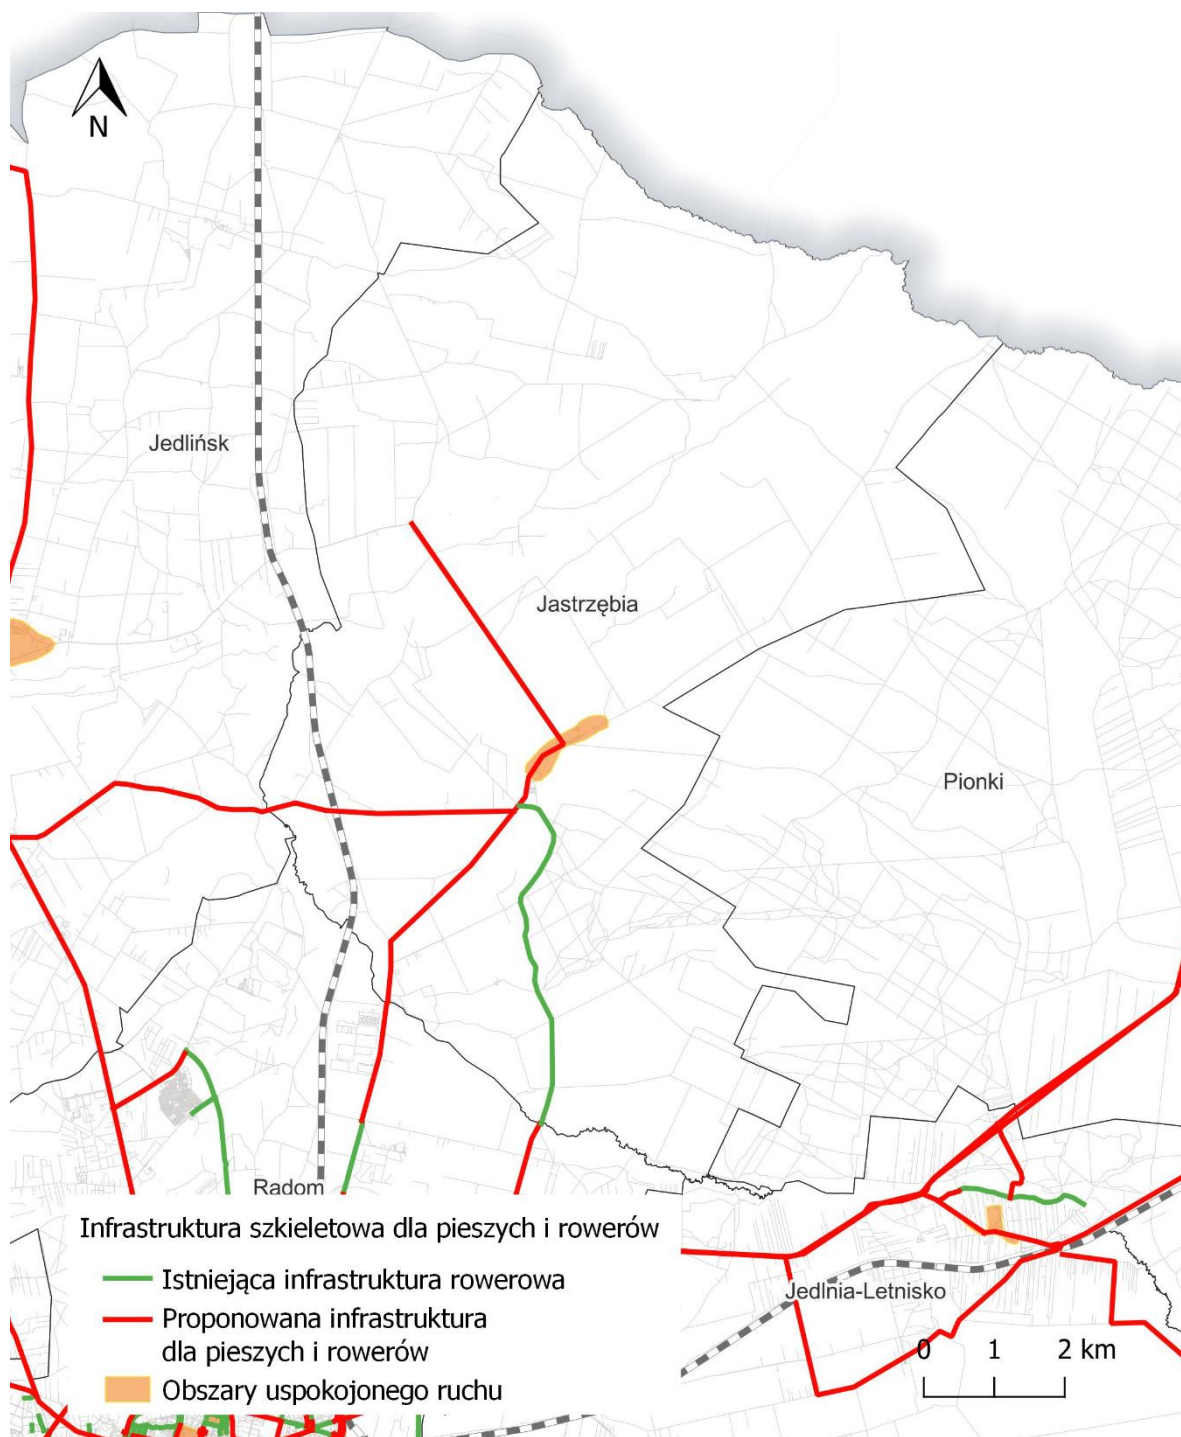 N
Jedlińsk
Jastrzębia
Pionki
Radom
Infrastruktura szkieletowa dla pieszych i rowerów
Istniejąca infrastruktura rowerowa
Proponowana infrastruktura
dla pieszych i rowerów
Obszary uspokojonego ruchu
Jedlnia-Letnisko
0 1 2 km